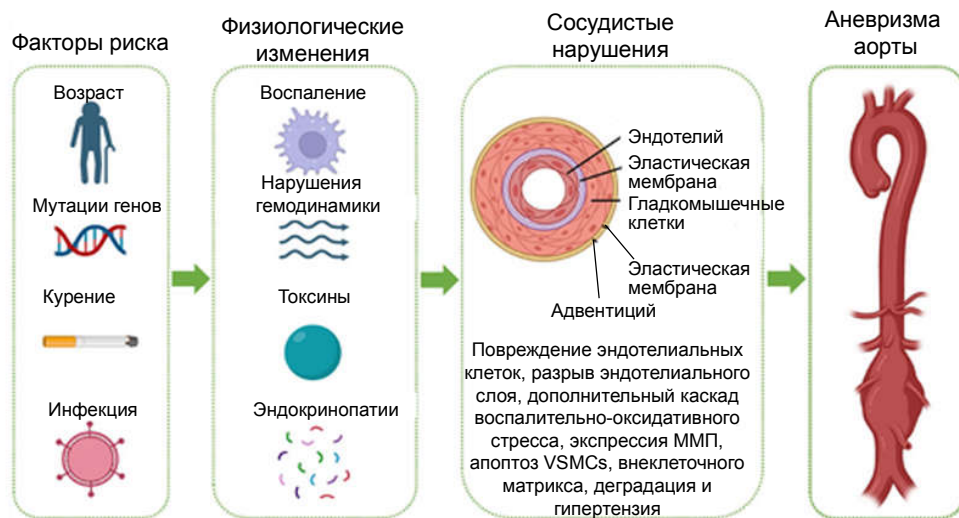 Факторы риска
Возраст
Мутации генов
Курение
Инфекция
Физиологические
изменения
Воспаление
Нарушения
гемодинамики
Токсины
Эндокринопатии
Сосудистые
нарушения
Эндотелий
Эластическая
мембрана
Гладкомышечные
клетки
Эластическая
мембрана
Адвентиций
Повреждение эндотелиальных
клеток, разрыв эндотелиального
слоя, дополнительный каскад
воспалительно-оксидативного
стресса, экспрессия ММП,
апоптоз VSMCs, внеклеточного
матрикса, деградация и
гипертензия
Аневризма
аорты